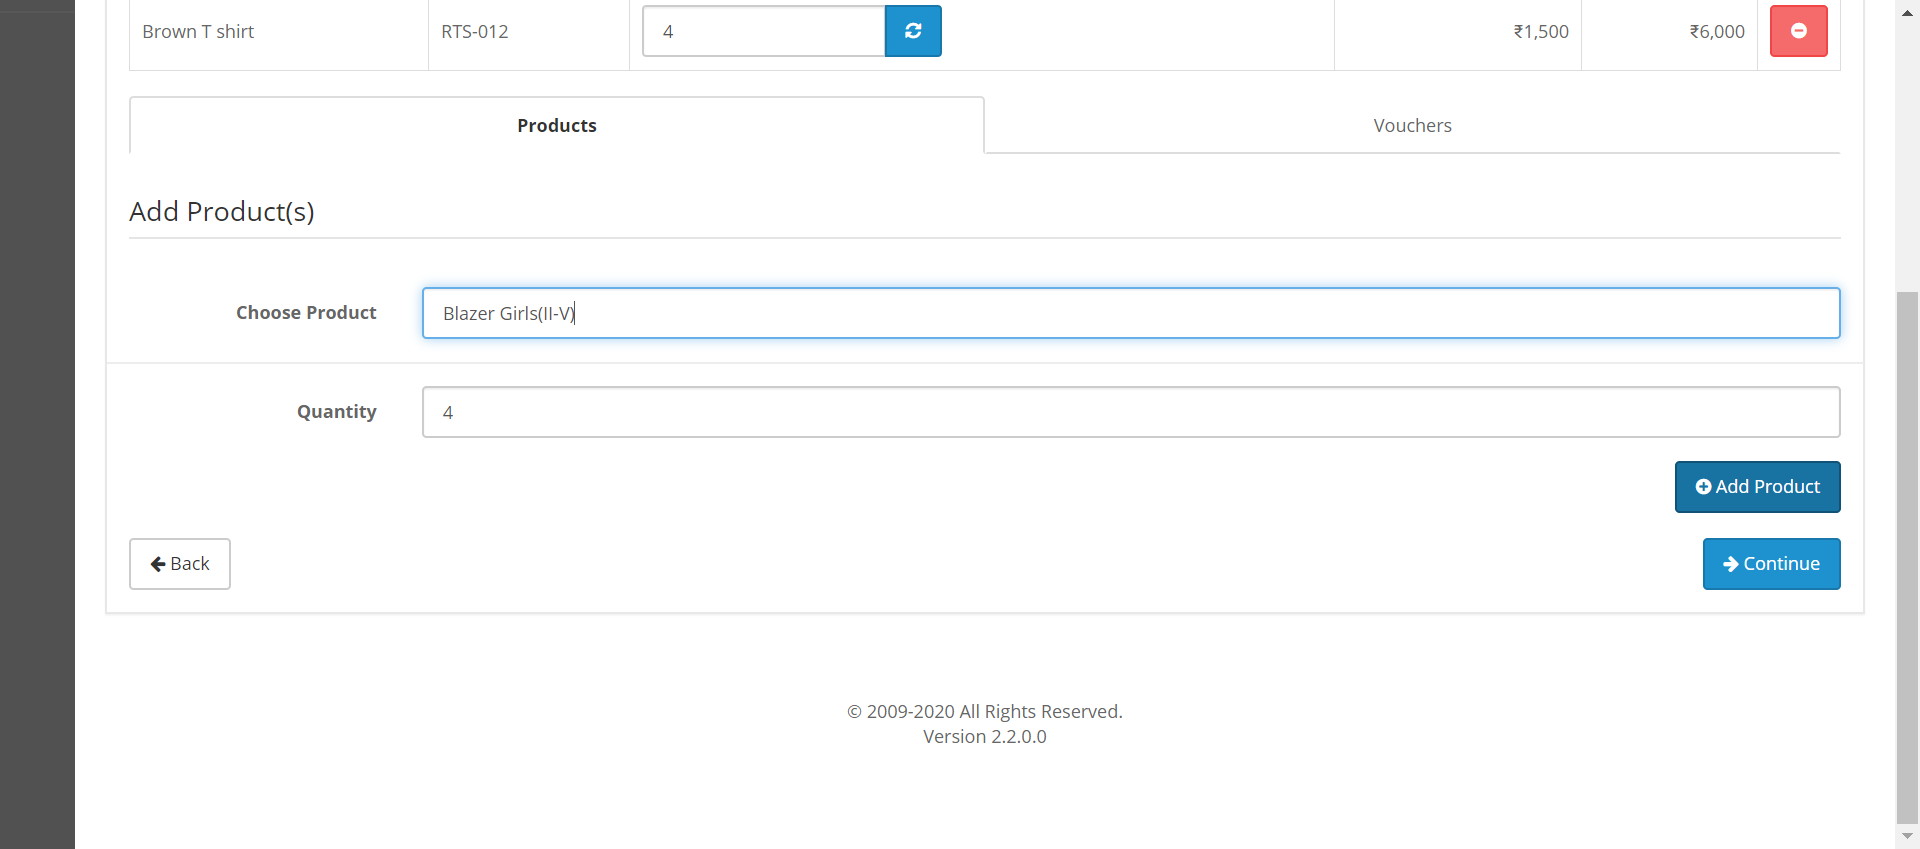 Brown T shirt RTS-012 4 ₹1,500 ₹6,000
Products Vouchers
Add Product(s)
Choose Product Blazer Girls(II-V)
Quantity 4
Add Product
Back Continue
© 2009-2020 All Rights Reserved.
Version 2.2.0.0